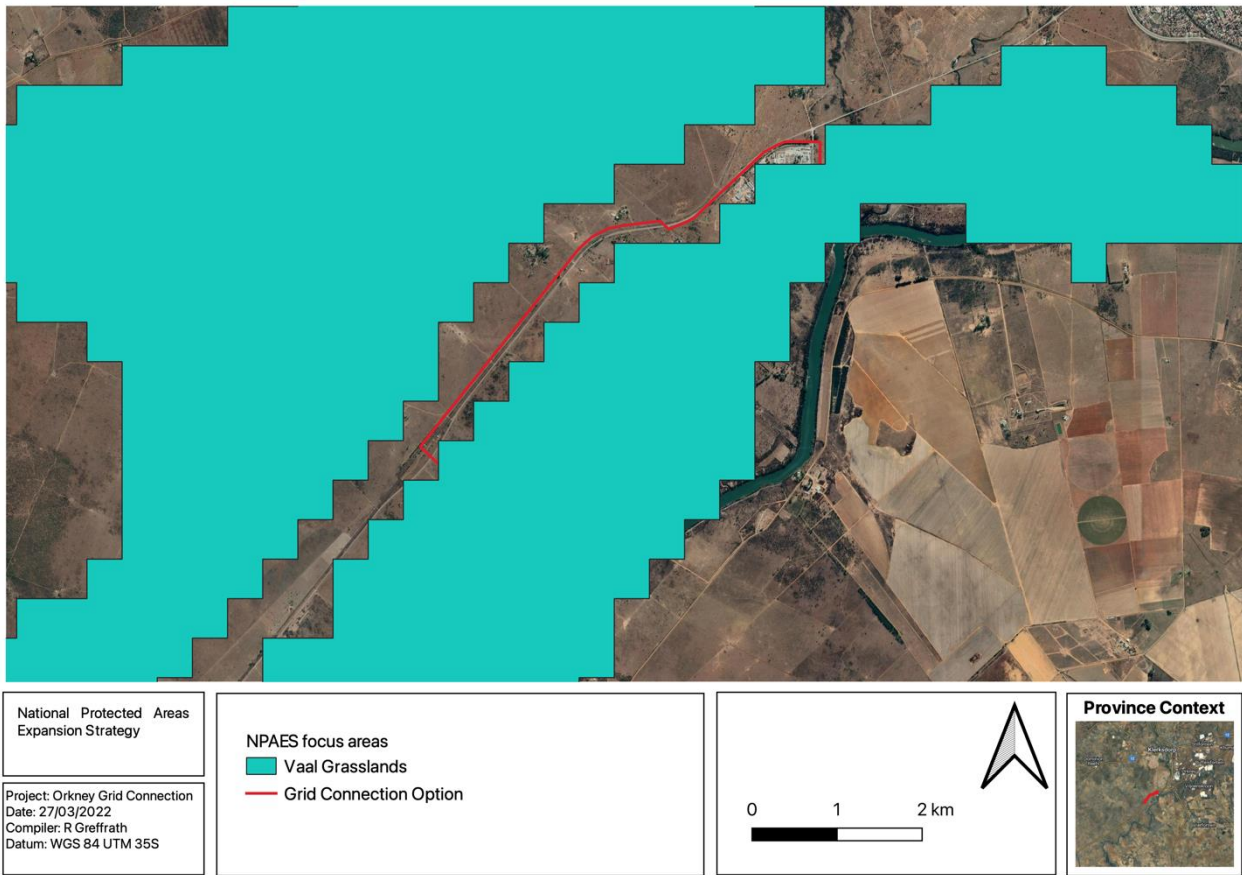 National Protected Areas
Expansion Strategy
Project: Orkney Grid Connection
Date: 27/03/2022
Compiler: R Greffrath
Datum: WGS 84 UTM 35S
NPAES focus areas
Vaal Grasslands
Grid Connection Option
0 1 2 km
Province Context
Klerksdorp